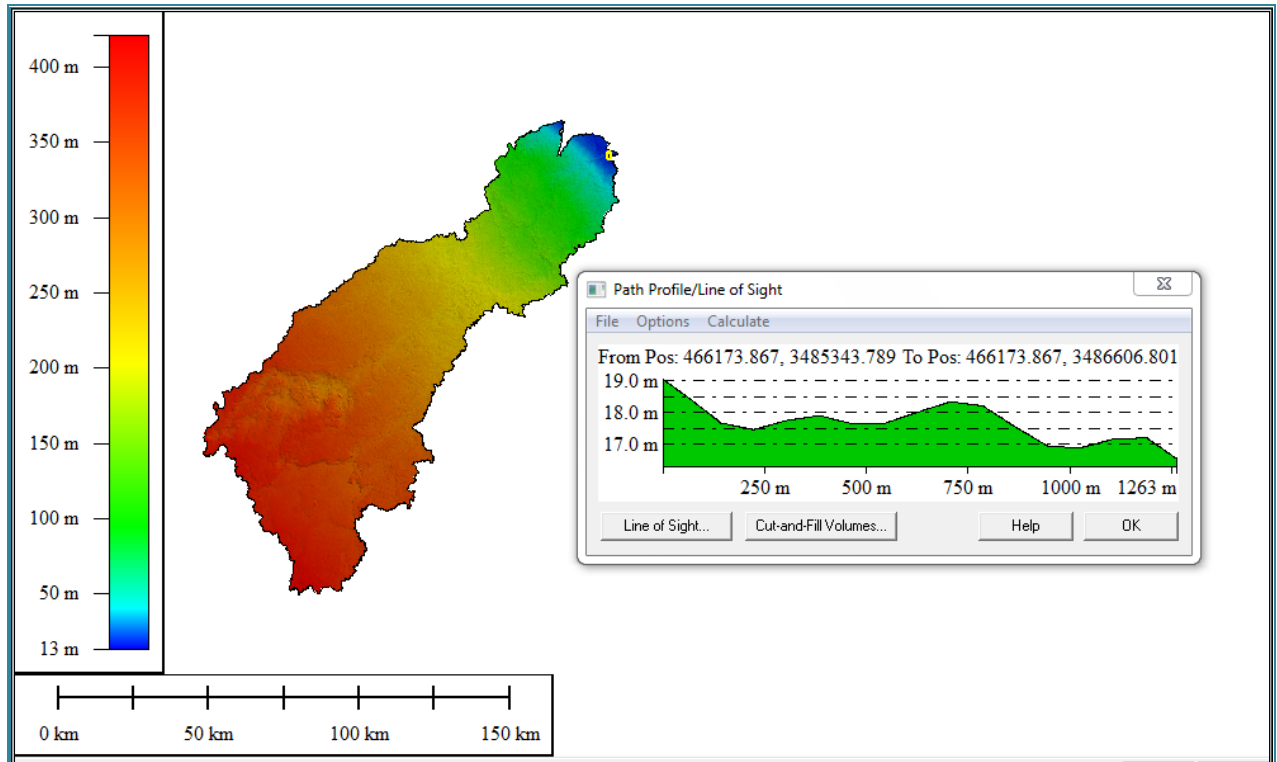 400 m
350 m
300 m
250 m
200 m
150 m
100 m
50 m
13 m
0 km 50 km 100 km 150 km
Path Profile/Line of Sight
File Options Calculate
From Pos: 466173.867, 3485343.789 To Pos: 466173.867, 3486606.801
19.0 m
18.0 m
17.0 m
250 m 500 m 750 m 1000 m 1263 m
Line of Sight... Cut-and-Fill Volumes... Help OK